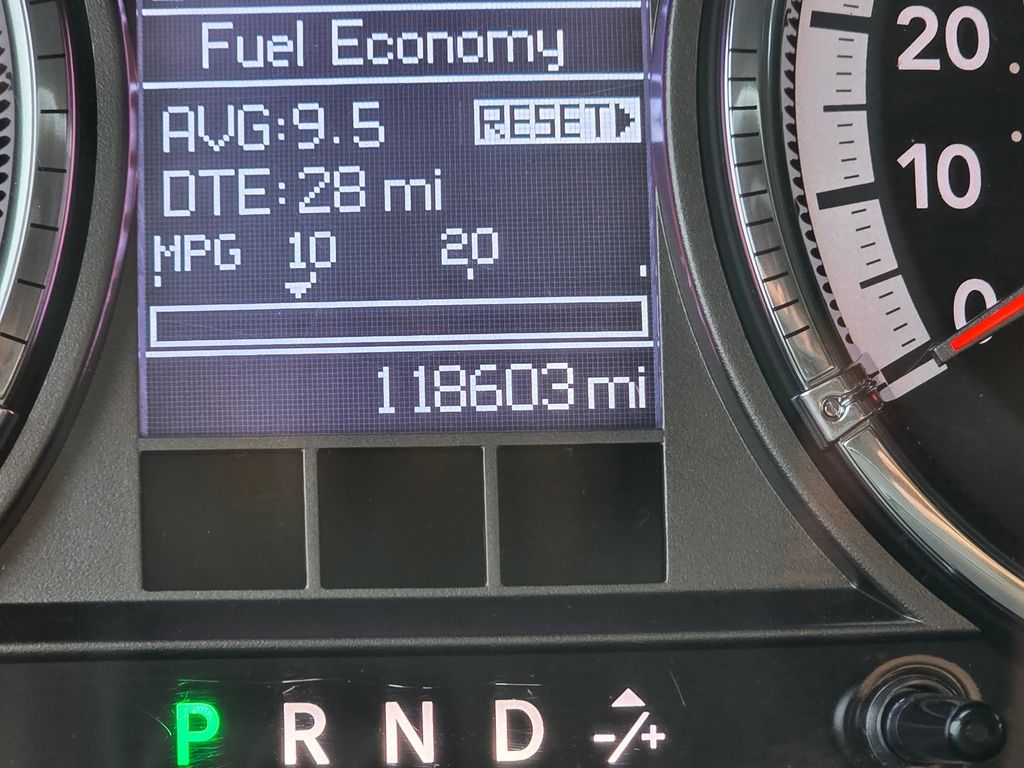 Fuel Economy
AVG:9.5 RESET
DTE:28 mi
MPG 10 20
118603 mi
20
10
0
P R N D -/+